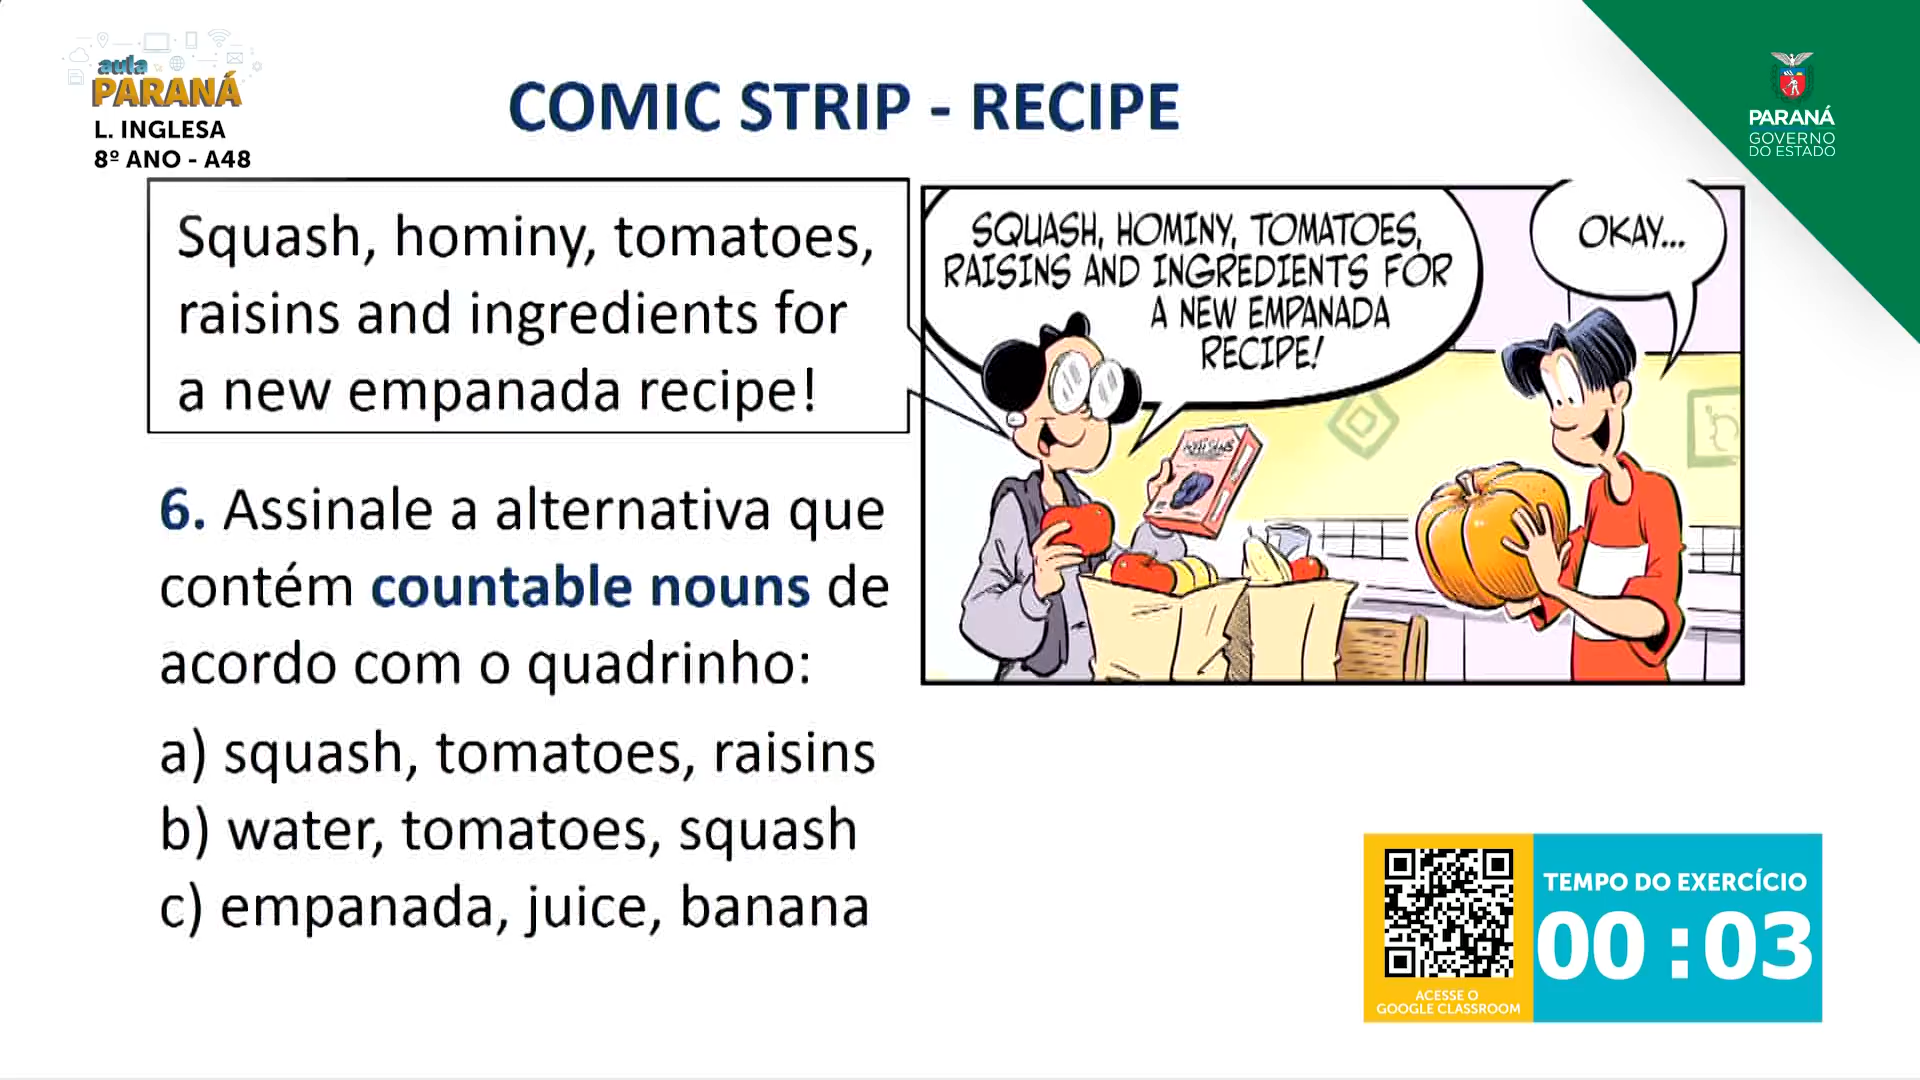 aula
PARANÁ
L. INGLESA
8º ANO - A48
COMIC STRIP - RECIPE
PARANÁ
GOVERNO
DO ESTADO
Squash, hominy, tomatoes,
raisins and ingredients for
a new empanada recipe!
SQUASH, HOMINY, TOMATOES,
RAISINS AND INGREDIENTS FOR
A NEW EMPANADA
RECIPE!
OKAY...
6. Assinale a alternativa que
contém countable nouns de
acordo com o quadrinho:
a) squash, tomatoes, raisins
b) water, tomatoes, squash
c) empanada, juice, banana
TEMPO DO EXERCÍCIO
00 : 03
ACESSE O
GOOGLE CLASSROOM